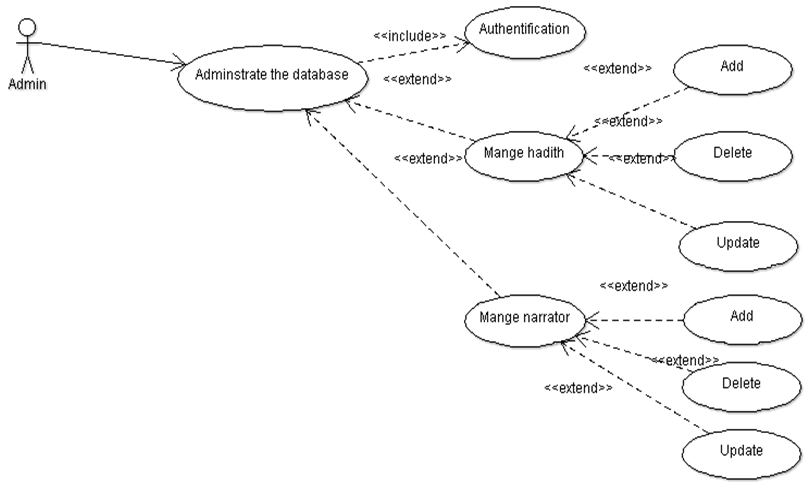 Authentification
<<include>>
Adminstrate the database
<<extend>>
Admin
<<extend>>
Add
<<extend>>
Mange hadith
<<extend>>
<<extend>>
Delete
Update
<<extend>>
Mange narrator
Add
<<extend>>
Delete
<<extend>>
Update